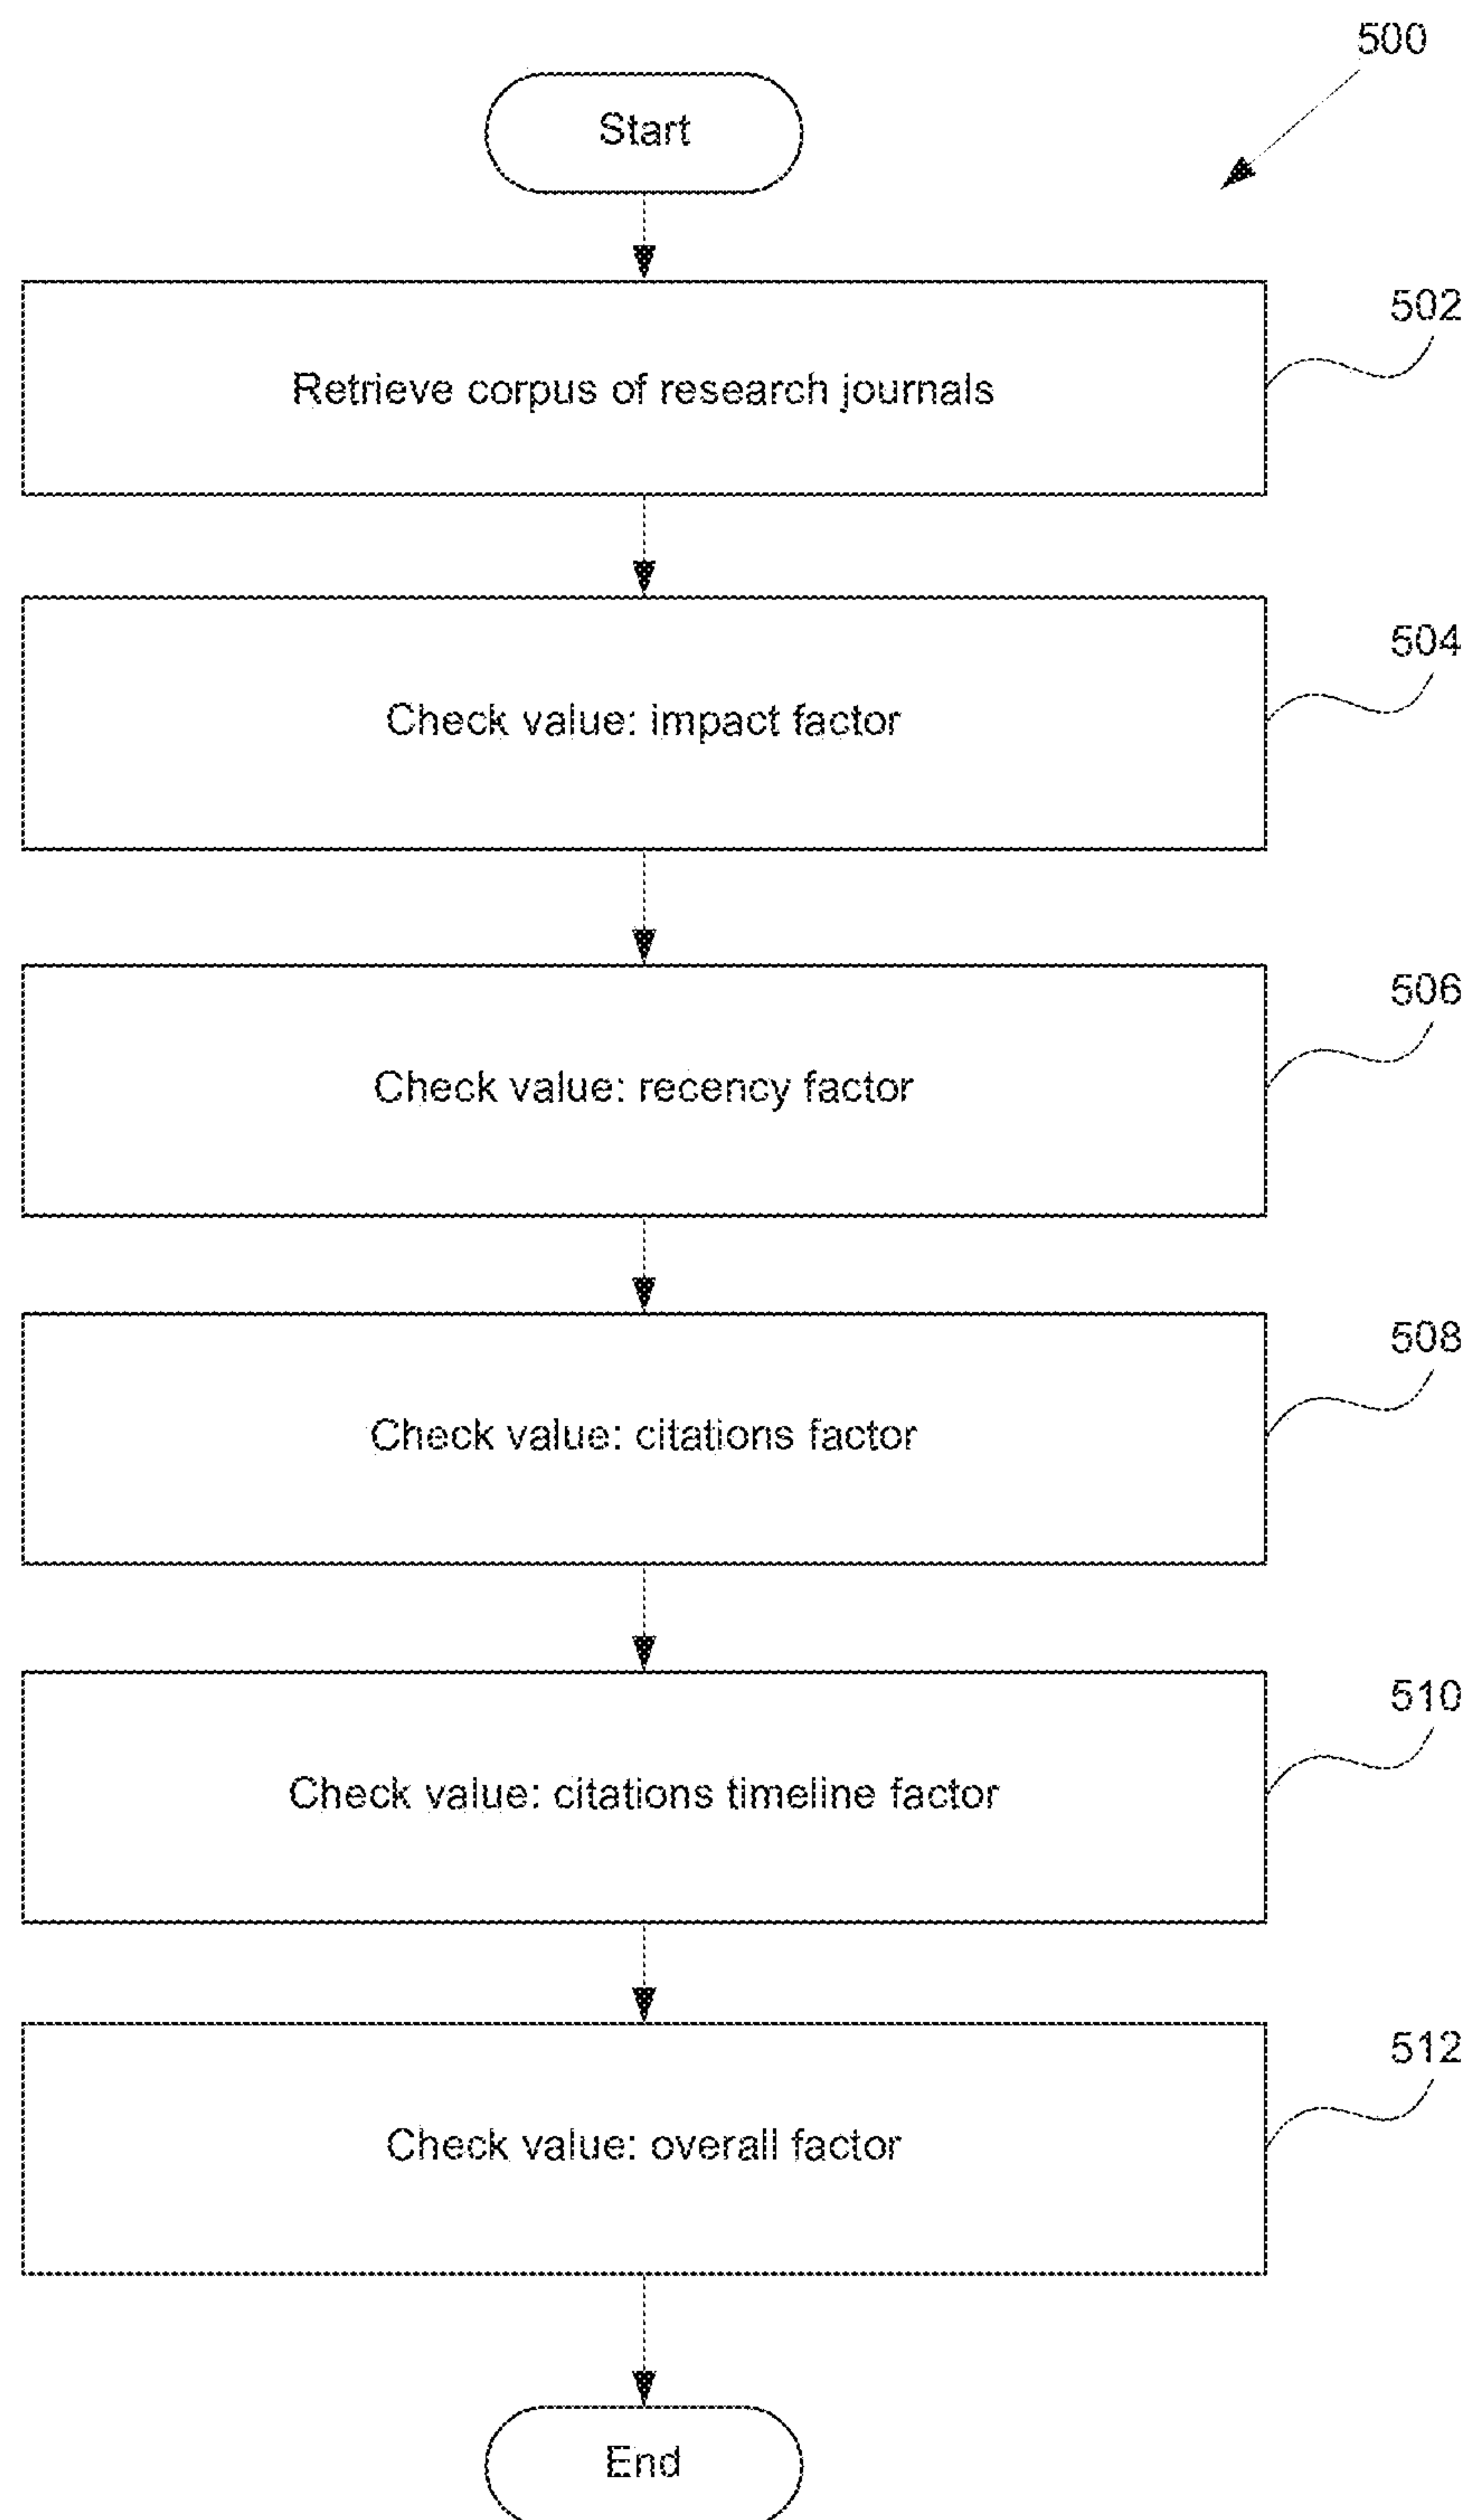 500
Start
502
Retrieve corpus of research journals
504
Check value: impact factor
506
Check value: recency factor
508
Check value: citations factor
510
Check value: citations timeline factor
512
Check value: overall factor
End